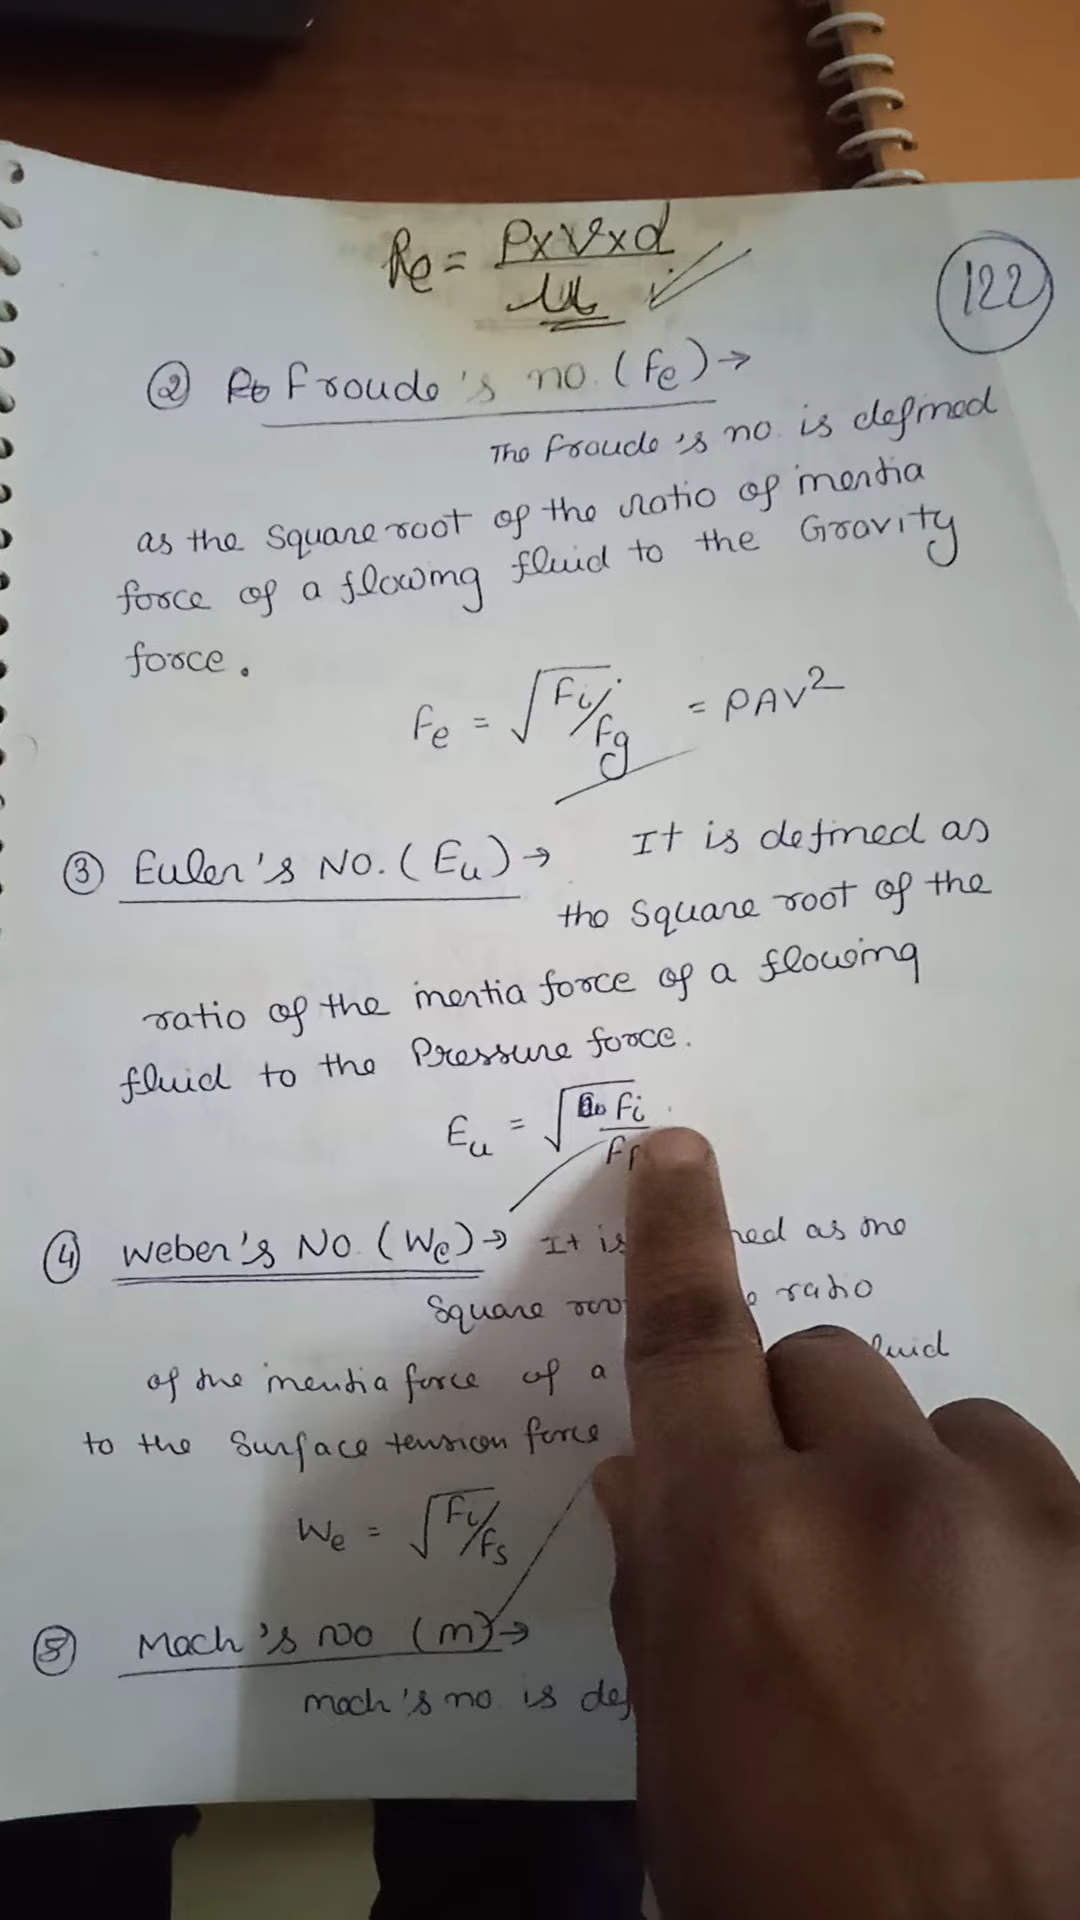 Re = ρxVxd
μ
122
② Froude's no. (Fe) →
The Froude's no. is defined
as the Square root of the ratio of inertia
force of a flowing fluid to the Gravity
force.
Fe = √Fi/Fg = ρAV²
③ Euler's No. (Eu) → It is defined as
the Square root of the
ratio of the inertia force of a flowing
fluid to the Pressure force.
Eu = √Fi
④ Weber's No. (We) → It is as
Square ratio
of the inertia force of a
to the Surface tension force
We = √Fi/Fs
⑤ Mach's No (m) →
mach's no is